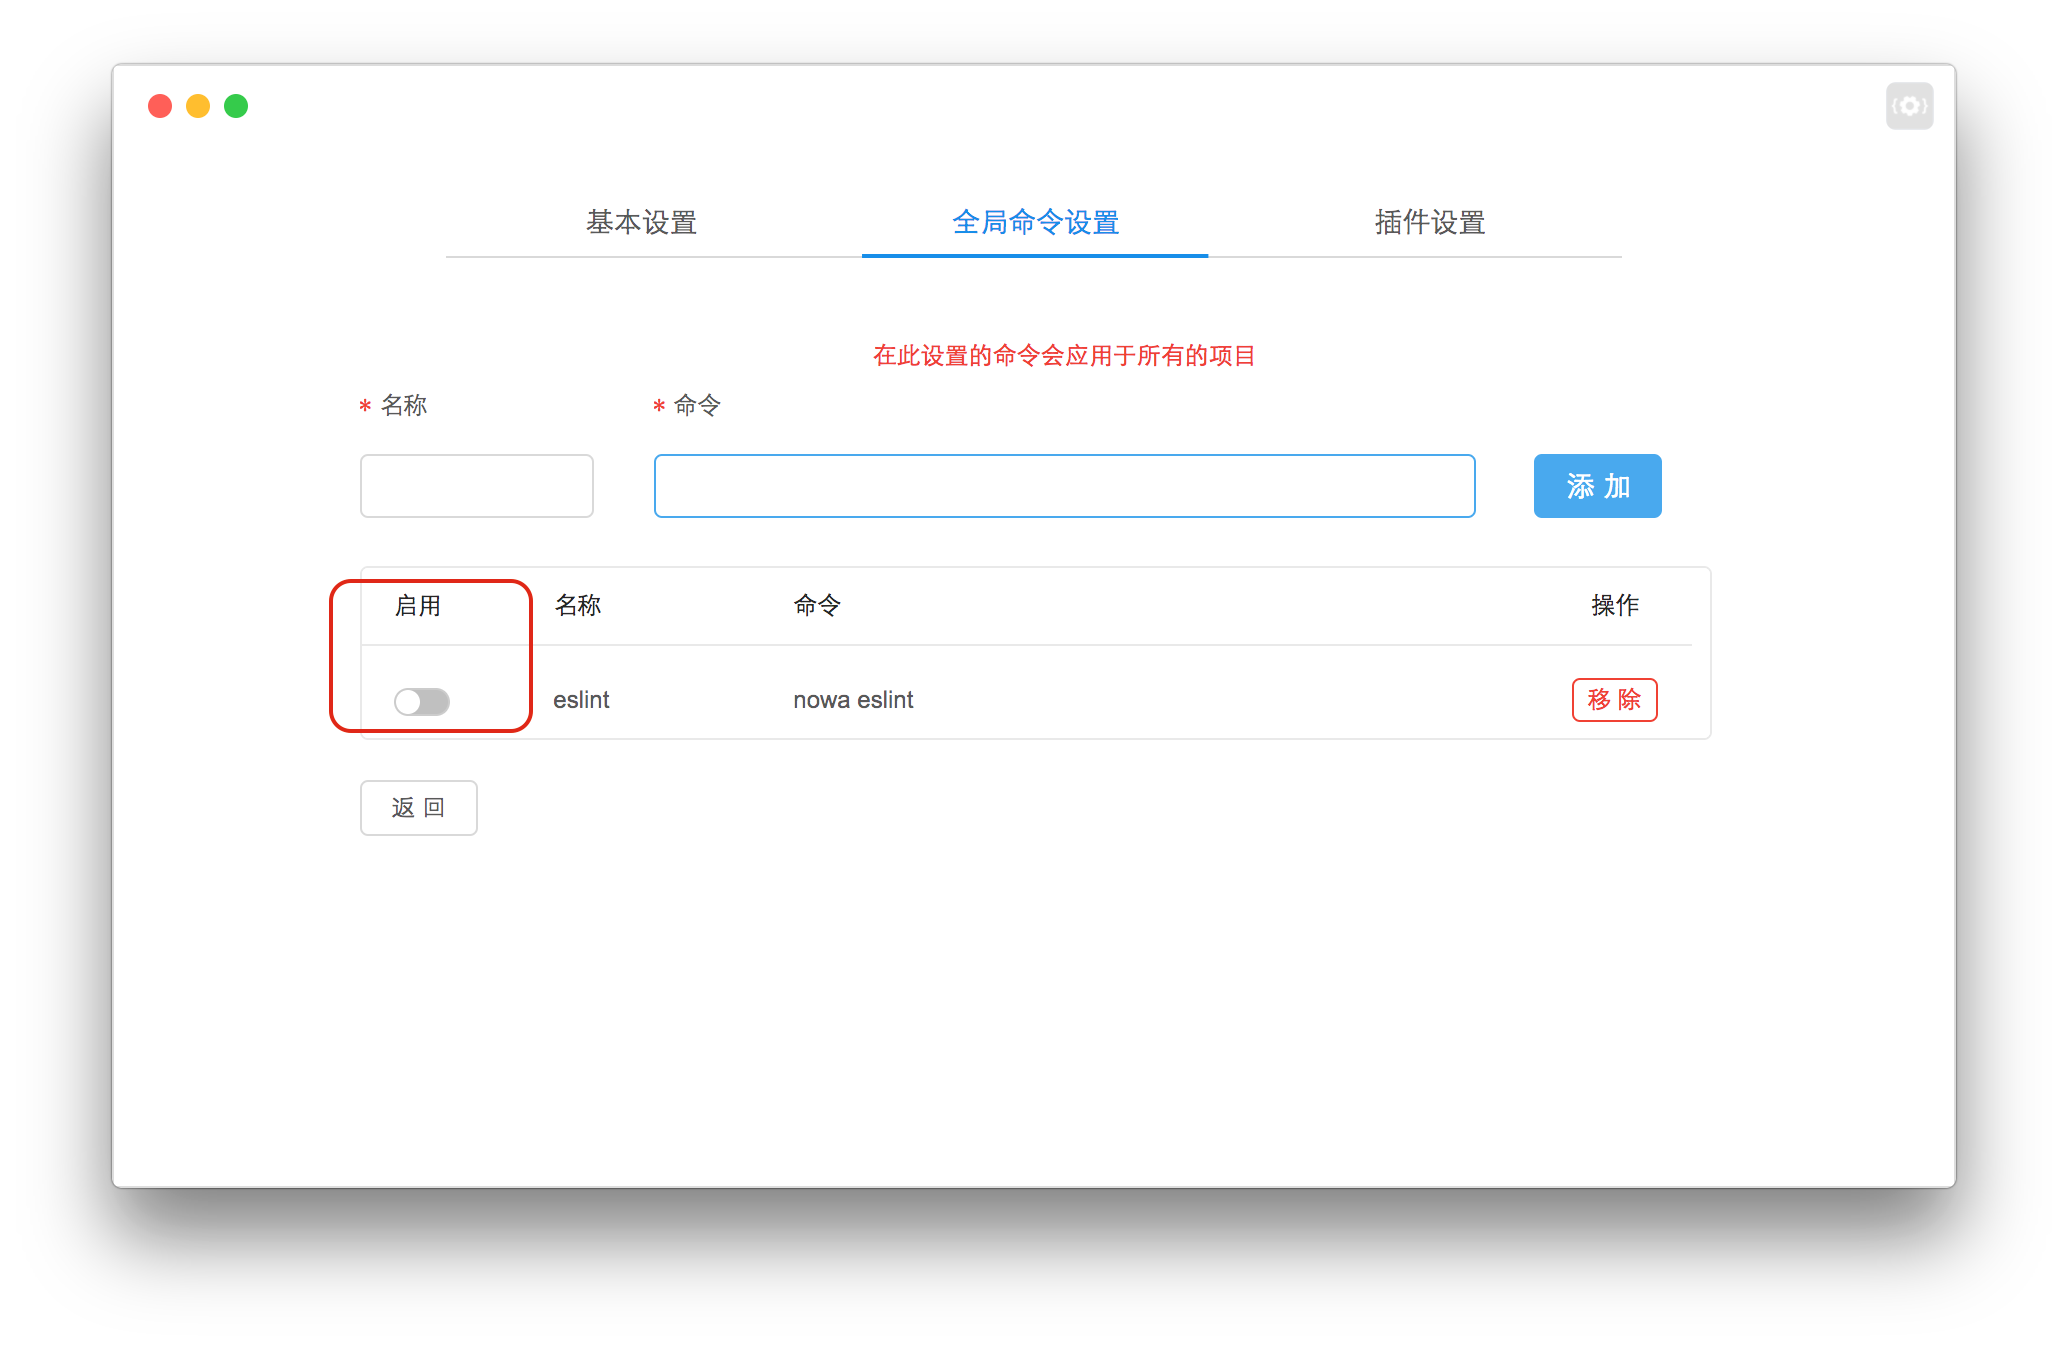 基本设置 全局命令设置 插件设置
在此设置的命令会应用于所有的项目
* 名称 * 命令
添 加
启用 名称 命令 操作
eslint nowa eslint 移 除
返 回